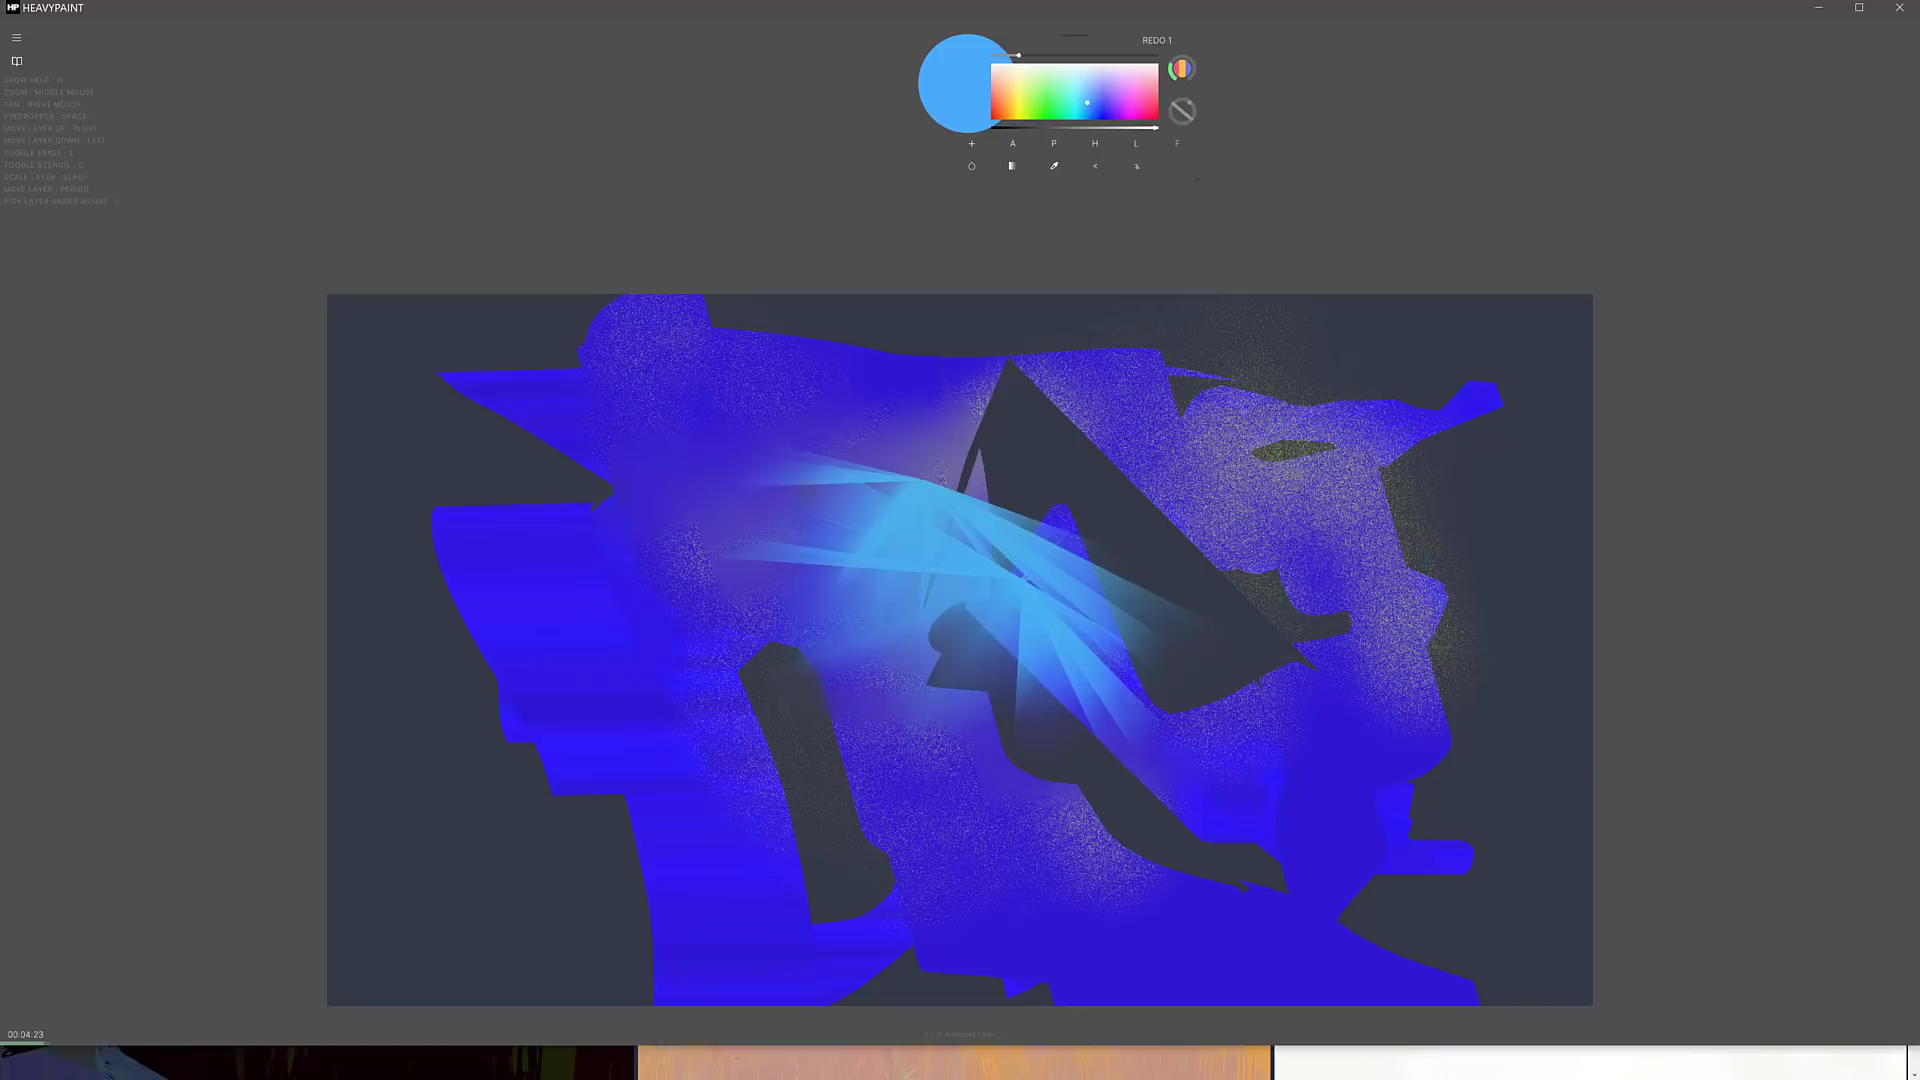 HP HEAVYPAINT
REDO 1
SHOW HELP : H
ZOOM : MIDDLE MOUSE
PAN : RIGHT MOUSE
EYEDROPPER : SPACE
MOVE LAYER UP : RIGHT
MOVE LAYER DOWN : LEFT
TOGGLE ERASE : E
TOGGLE STENCIL : C
SCALE LAYER : SLASH
MOVE LAYER : PERIOD
PICK LAYER UNDER MOUSE :
+ A P H L F
00:04:23